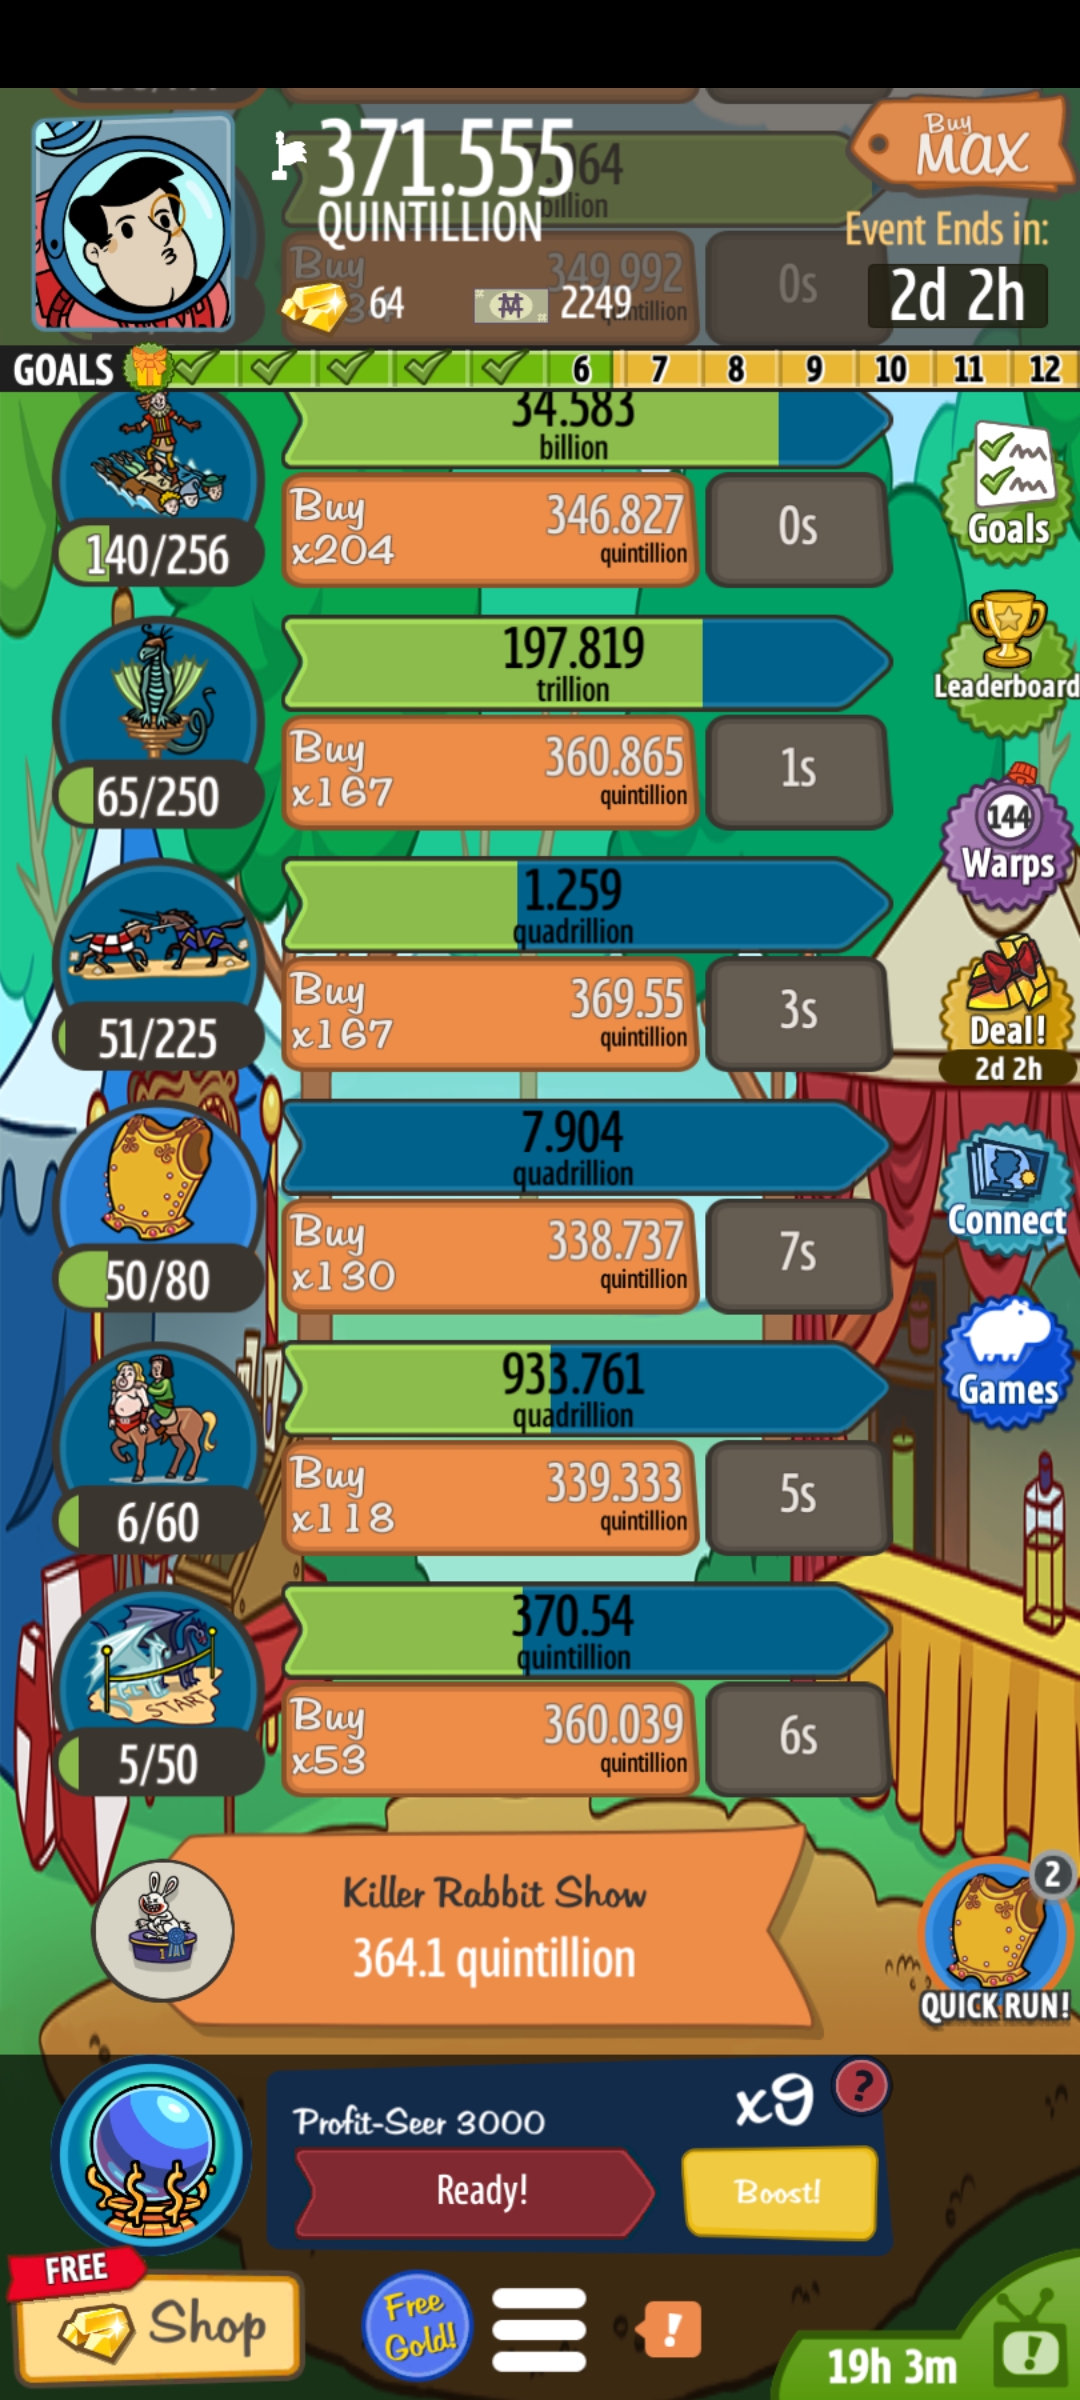 371.555
QUINTILLION
64
2249
Buy
MAX
Event Ends in:
2d 2h
billion
Buy
349.992
0s
GOALS
6 7 8 9 10 11 12
34.583
billion
140/256
Buy
x204
346.827
quintillion
0s
Goals
197.819
trillion
65/250
Buy
x167
360.865
quintillion
1s
Leaderboard
144
Warps
1.259
quadrillion
51/225
Buy
x167
369.55
quintillion
3s
Deal!
2d 2h
7.904
quadrillion
50/80
Buy
x130
338.737
quintillion
7s
Connect
933.761
quadrillion
6/60
Buy
x118
339.333
quintillion
5s
Games
370.54
quintillion
START
5/50
Buy
x53
360.039
quintillion
6s
Killer Rabbit Show
364.1 quintillion
1
2
QUICK RUN!
Profit-Seer 3000
x9
?
Ready!
Boost!
FREE
Shop
Free
Gold!
!
19h 3m
!